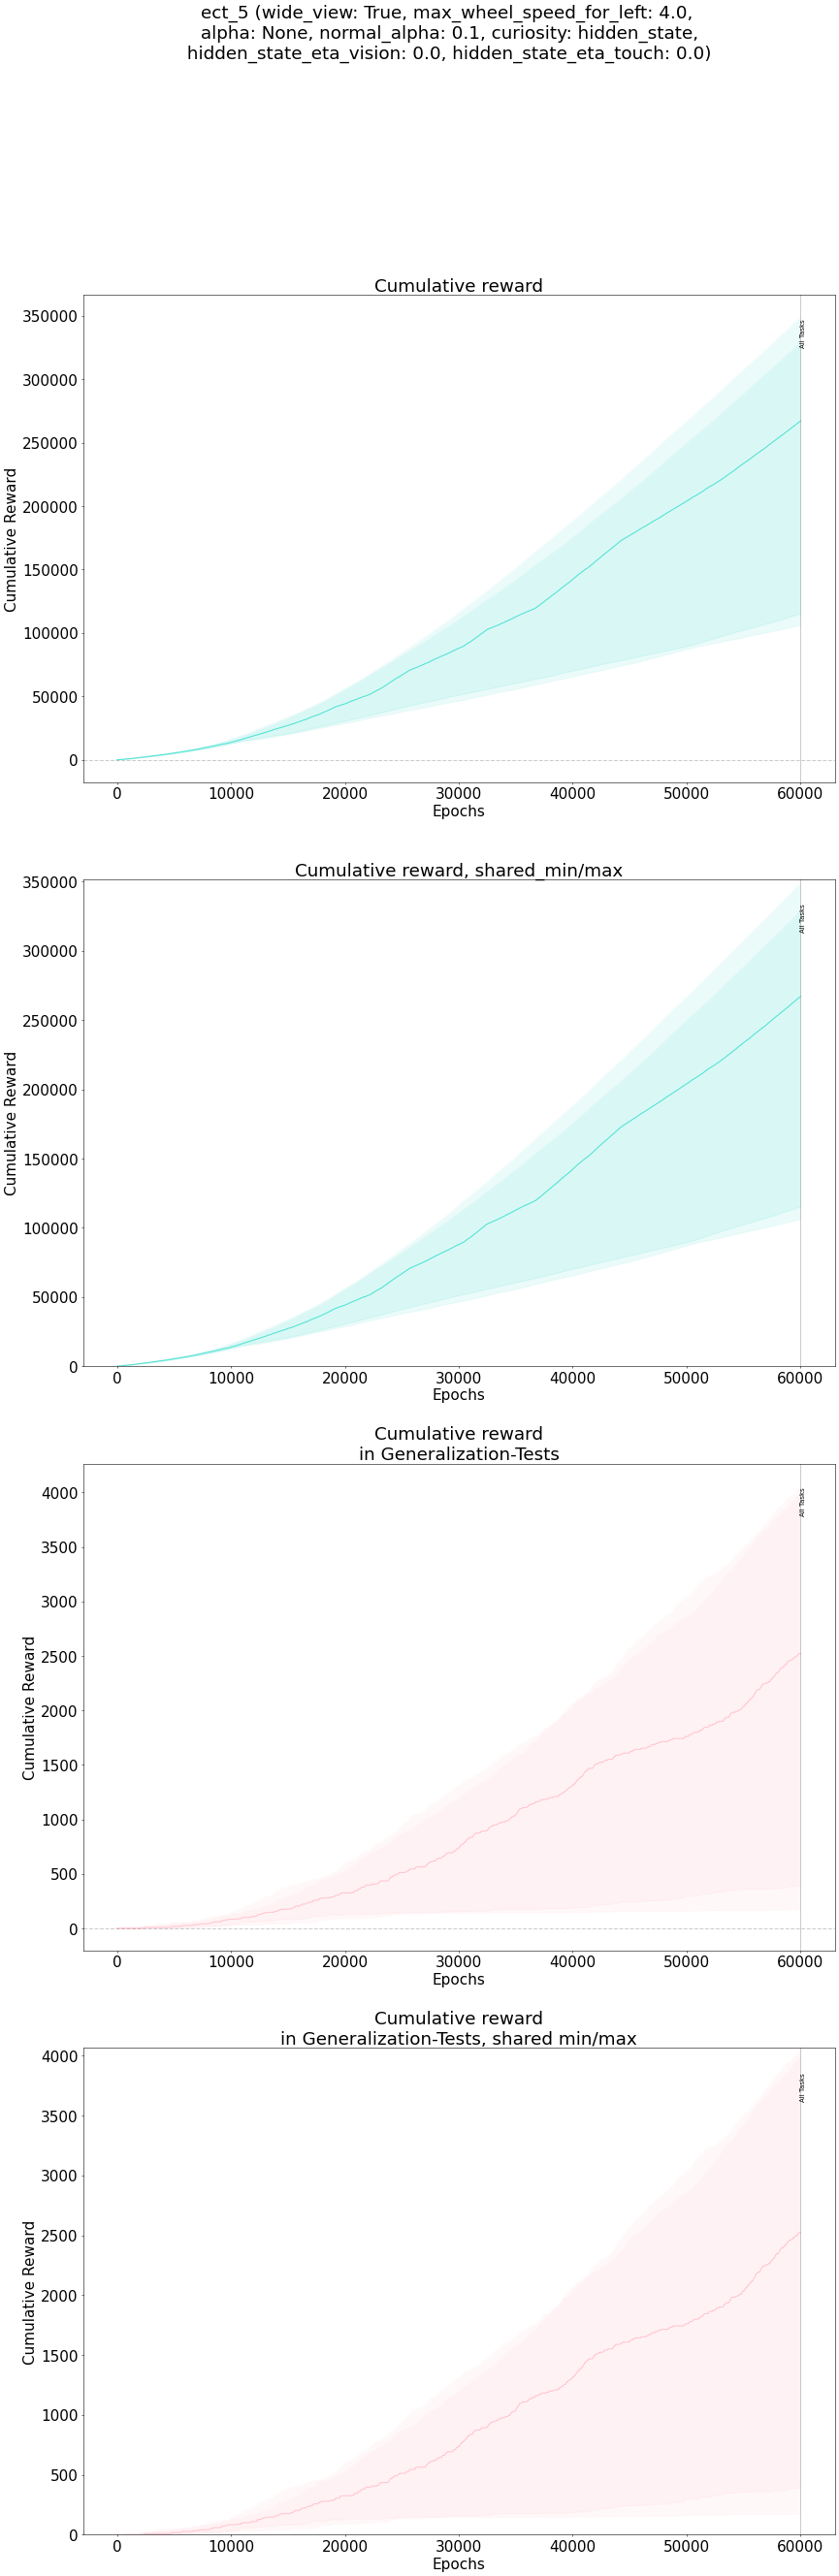 ect_5 (wide_view: True, max_wheel_speed_for_left: 4.0,
alpha: None, normal_alpha: 0.1, curiosity: hidden_state,
hidden_state_eta_vision: 0.0, hidden_state_eta_touch: 0.0)
Cumulative reward
350000
300000
250000
200000
150000
100000
50000
0
Cumulative Reward
All Tasks
0 10000 20000 30000 40000 50000 60000
Epochs
Cumulative reward, shared_min/max
350000
300000
250000
200000
150000
100000
50000
0
Cumulative Reward
All Tasks
0 10000 20000 30000 40000 50000 60000
Epochs
Cumulative reward
in Generalization-Tests
4000
3500
3000
2500
2000
1500
1000
500
0
Cumulative Reward
All Tasks
0 10000 20000 30000 40000 50000 60000
Epochs
Cumulative reward
in Generalization-Tests, shared min/max
4000
3500
3000
2500
2000
1500
1000
500
0
Cumulative Reward
All Tasks
0 10000 20000 30000 40000 50000 60000
Epochs